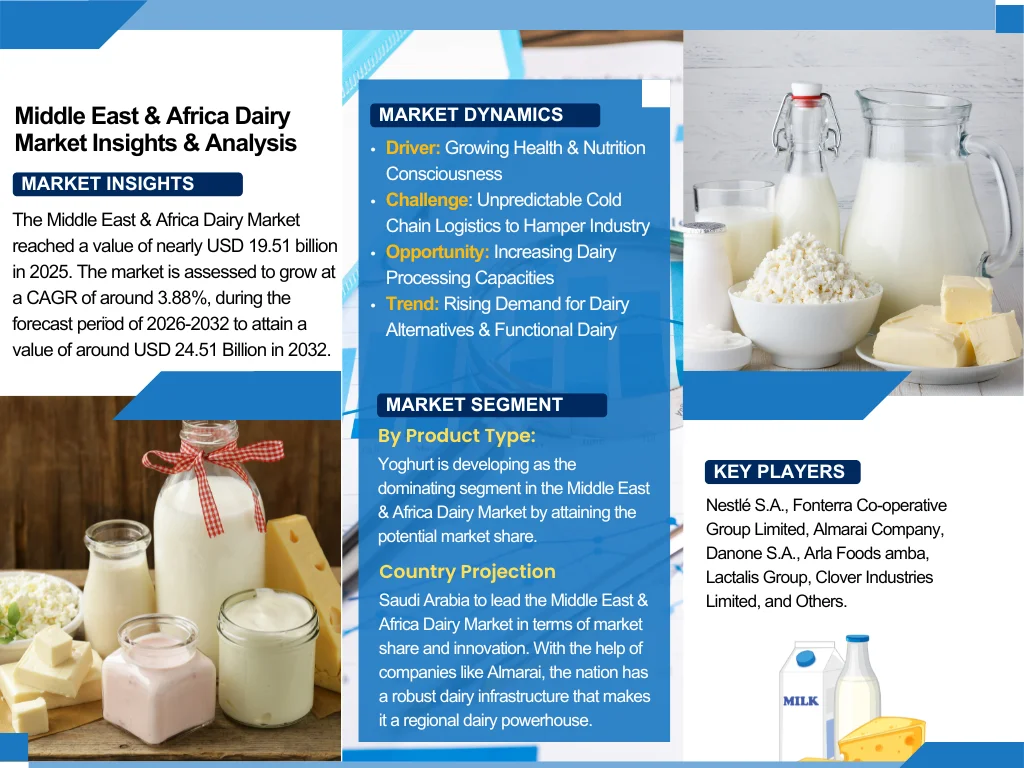 Middle East & Africa Dairy
Market Insights & Analysis
MARKET INSIGHTS
The Middle East & Africa Dairy Market
reached a value of nearly USD 19.51 billion
in 2025. The market is assessed to grow at
a CAGR of around 3.88%, during the
forecast period of 2026-2032 to attain a
value of around USD 24.51 Billion in 2032.
MARKET DYNAMICS
• Driver: Growing Health & Nutrition
Consciousness
• Challenge: Unpredictable Cold
Chain Logistics to Hamper Industry
• Opportunity: Increasing Dairy
Processing Capacities
• Trend: Rising Demand for Dairy
Alternatives & Functional Dairy
MARKET SEGMENT
By Product Type:
Yoghurt is developing as the
dominating segment in the Middle East
& Africa Dairy Market by attaining the
potential market share.
Country Projection
Saudi Arabia to lead the Middle East &
Africa Dairy Market in terms of market
share and innovation. With the help of
companies like Almarai, the nation has
a robust dairy infrastructure that makes
it a regional dairy powerhouse.
KEY PLAYERS
Nestlé S.A., Fonterra Co-operative
Group Limited, Almarai Company,
Danone S.A., Arla Foods amba,
Lactalis Group, Clover Industries
Limited, and Others.
MILK